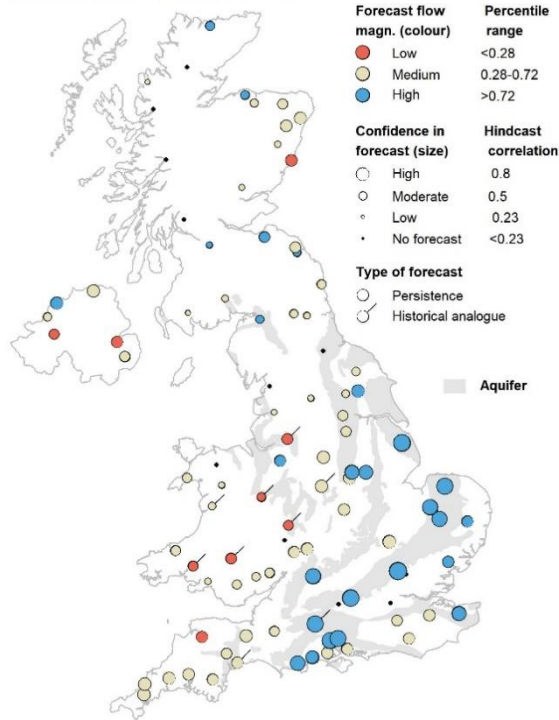 Forecast flow Percentile
magn. (colour) range
Low <0.28
Medium 0.28-0.72
High >0.72
Confidence in Hindcast
forecast (size) correlation
High 0.8
Moderate 0.5
Low 0.23
No forecast <0.23
Type of forecast
Persistence
Historical analogue
Aquifer